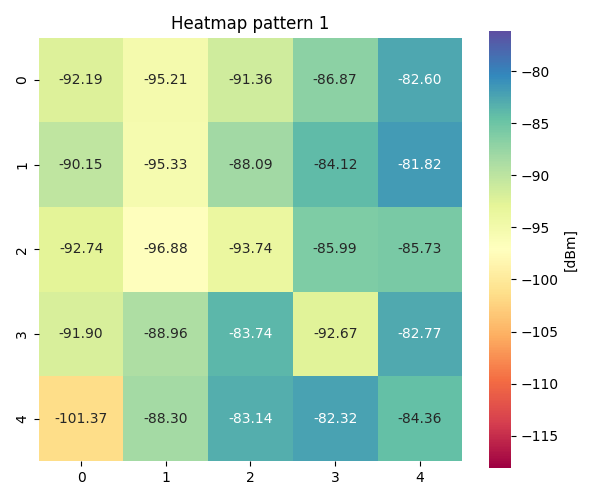 Heatmap pattern 1
0 -92.19 -95.21 -91.36 -86.87 -82.60
1 -90.15 -95.33 -88.09 -84.12 -81.82
2 -92.74 -96.88 -93.74 -85.99 -85.73
3 -91.90 -88.96 -83.74 -92.67 -82.77
4 -101.37 -88.30 -83.14 -82.32 -84.36
0 1 2 3 4
−80
−85
−90
−95
−100
−105
−110
−115
[dBm]